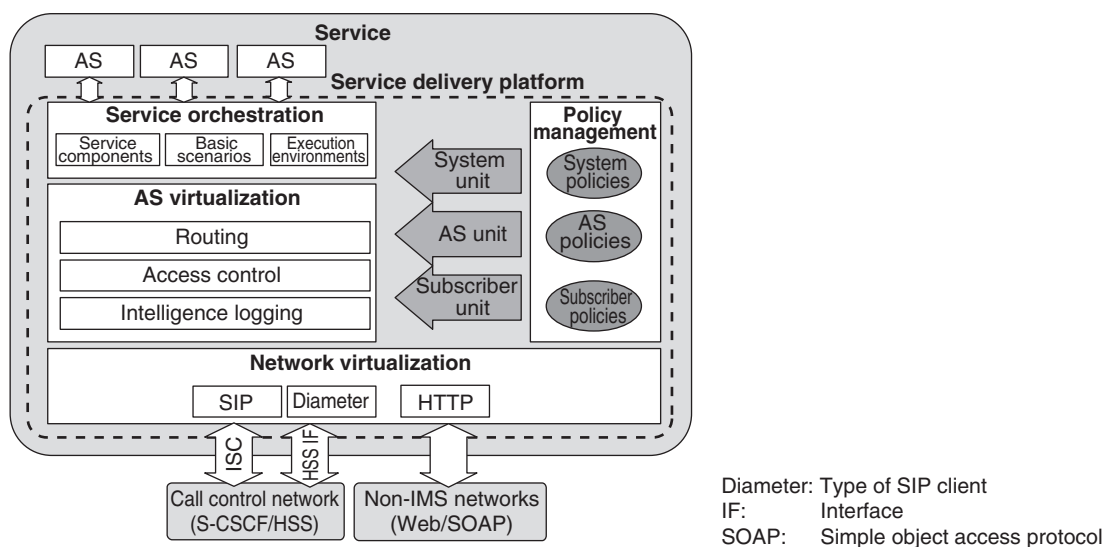 Service
AS
AS
AS
Service delivery platform
Service orchestration
Service
components
Basic
scenarios
Execution
environments
Policy
management
System
unit
System
policies
AS virtualization
Routing
Access control
Intelligence logging
AS unit
AS
policies
Subscriber
unit
Subscriber
policies
Network virtualization
SIP
Diameter
HTTP
ISC
HSS IF
Call control network
(S-CSCF/HSS)
Non-IMS networks
(Web/SOAP)
Diameter: Type of SIP client
IF: Interface
SOAP: Simple object access protocol